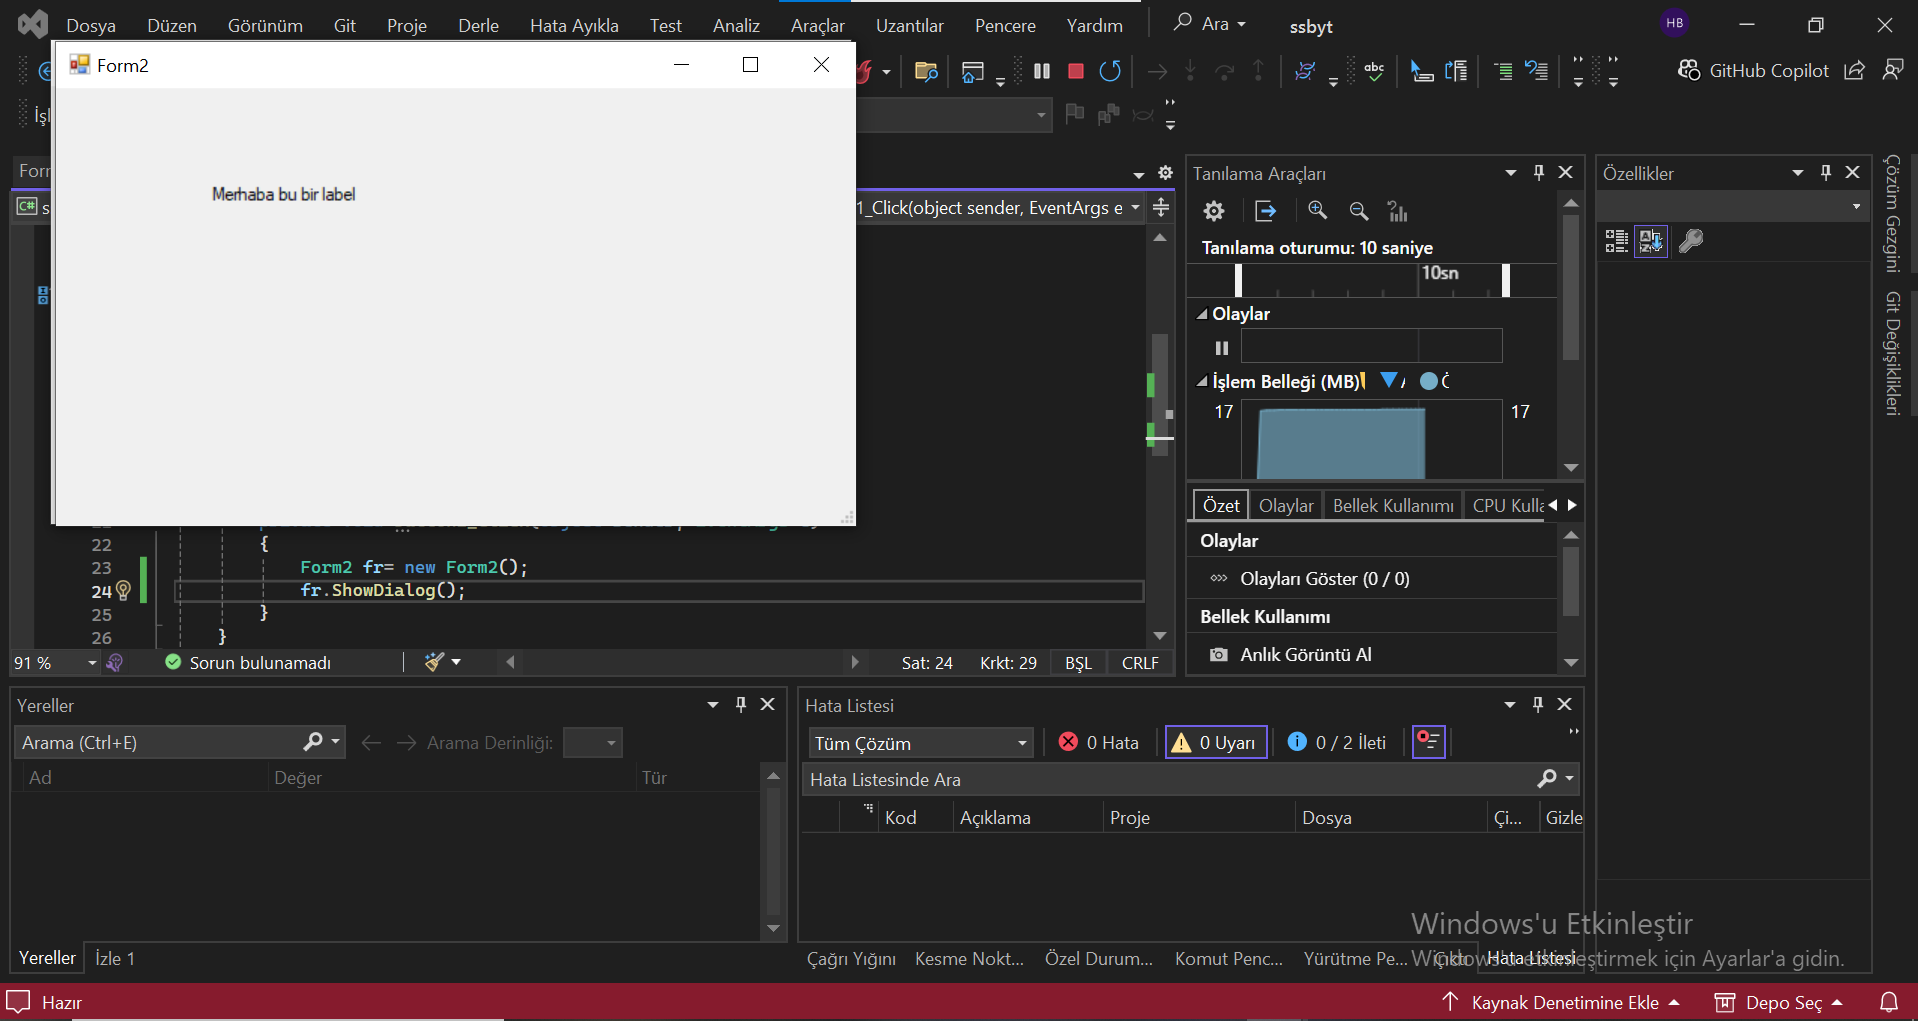 Dosya Düzen Görünüm Git Proje Derle Hata Ayıkla Test Analiz Araçlar Uzantılar Pencere Yardım Ara ssbyt HB
Form2
GitHub Copilot
Merhaba bu bir label
1_Click(object sender, EventArgs e
22 {
23 Form2 fr= new Form2();
24 fr.ShowDialog();
25 }
26 }
91 % Sorun bulunamadı Sat: 24 Krkt: 29 BŞL CRLF
Tanılama Araçları
Tanılama oturumu: 10 saniye
10sn
Olaylar
İşlem Belleği (MB)
17 17
Özet Olaylar Bellek Kullanımı CPU Kulla
Olaylar
Olayları Göster (0 / 0)
Bellek Kullanımı
Anlık Görüntü Al
Özellikler
Çözüm Gezgini
Git Değişiklikleri
Yereller
Arama (Ctrl+E) Arama Derinliği:
Ad Değer Tür
Yereller İzle 1
Hata Listesi
Tüm Çözüm 0 Hata 0 Uyarı 0 / 2 İleti
Hata Listesinde Ara
Kod Açıklama Proje Dosya Çi... Gizle
Çağrı Yığını Kesme Nokt... Özel Durum... Komut Penc... Yürütme Pe... Çıktı Hata Listesi
Windows'u Etkinleştir
Windows'u etkinleştirmek için Ayarlar'a gidin.
Hazır Kaynak Denetimine Ekle Depo Seç